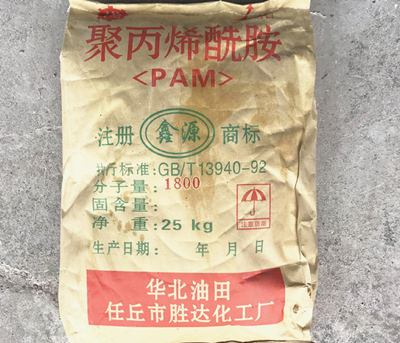 聚丙烯酰胺
<PAM>
注册 鑫源 商标
执行标准:GB/T13940-92
分子量:1800
固含量:
净 重:25kg
生产日期: 年 月 日
华北油田
任丘市胜达化工厂